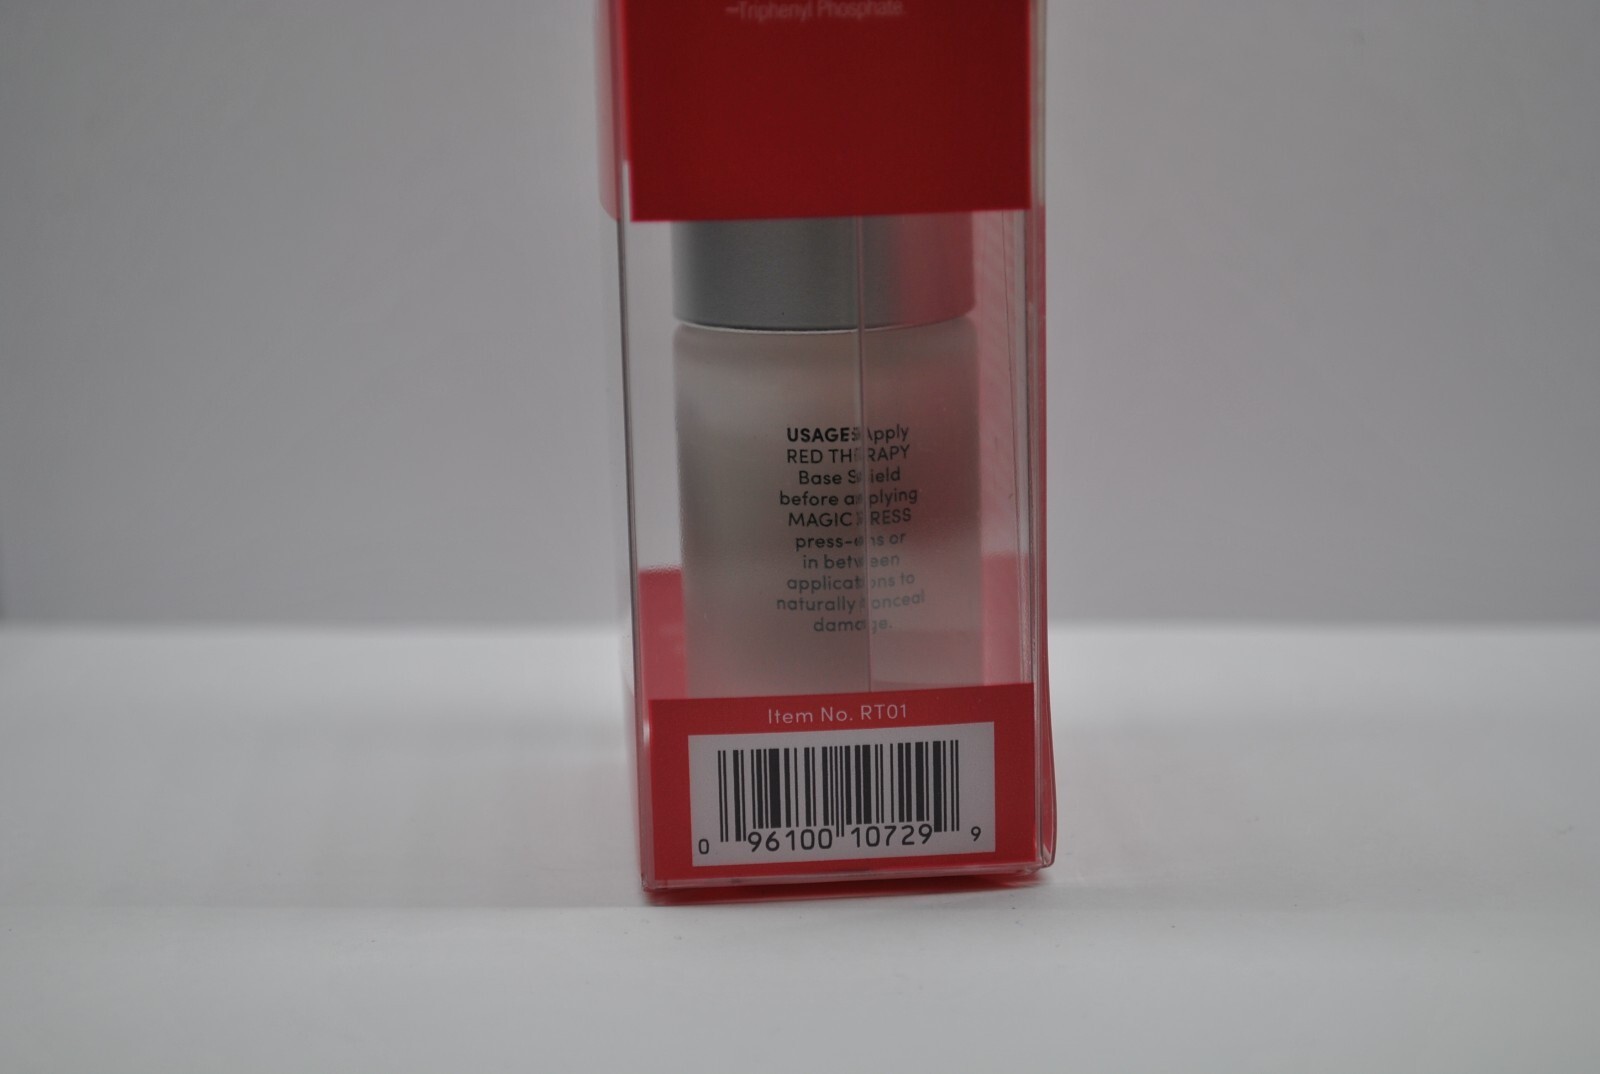 –Triphenyl Phosphate
USAGE: Apply
RED THERAPY
Base Shield
before applying
MAGIC PRESS
press-ons or
in between
applications to
naturally conceal
damage.
Item No. RT01
0 96100 10729 9